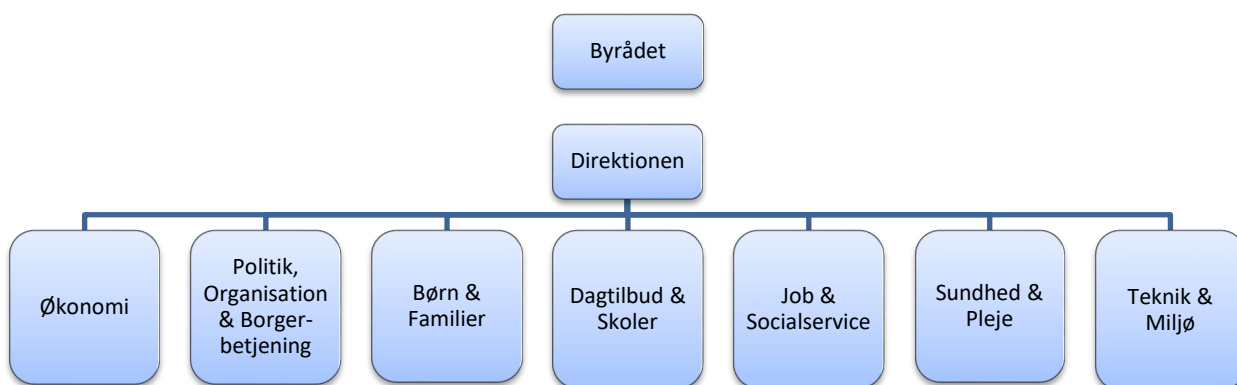 Byrådet
Direktionen
Økonomi
Politik,
Organisation
& Borger-
betjening
Børn &
Familier
Dagtilbud &
Skoler
Job &
Socialservice
Sundhed &
Pleje
Teknik &
Miljø